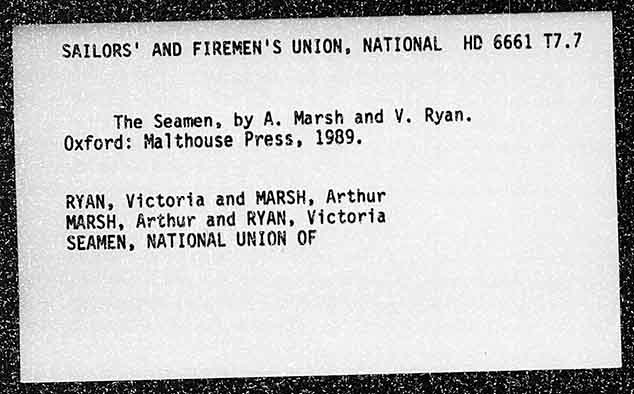 SAILORS' AND FIREMEN'S UNION, NATIONAL HD 6661 T7.7
The Seamen, by A. Marsh and V. Ryan.
Oxford: Malthouse Press, 1989.
RYAN, Victoria and MARSH, Arthur
MARSH, Arthur and RYAN, Victoria
SEAMEN, NATIONAL UNION OF